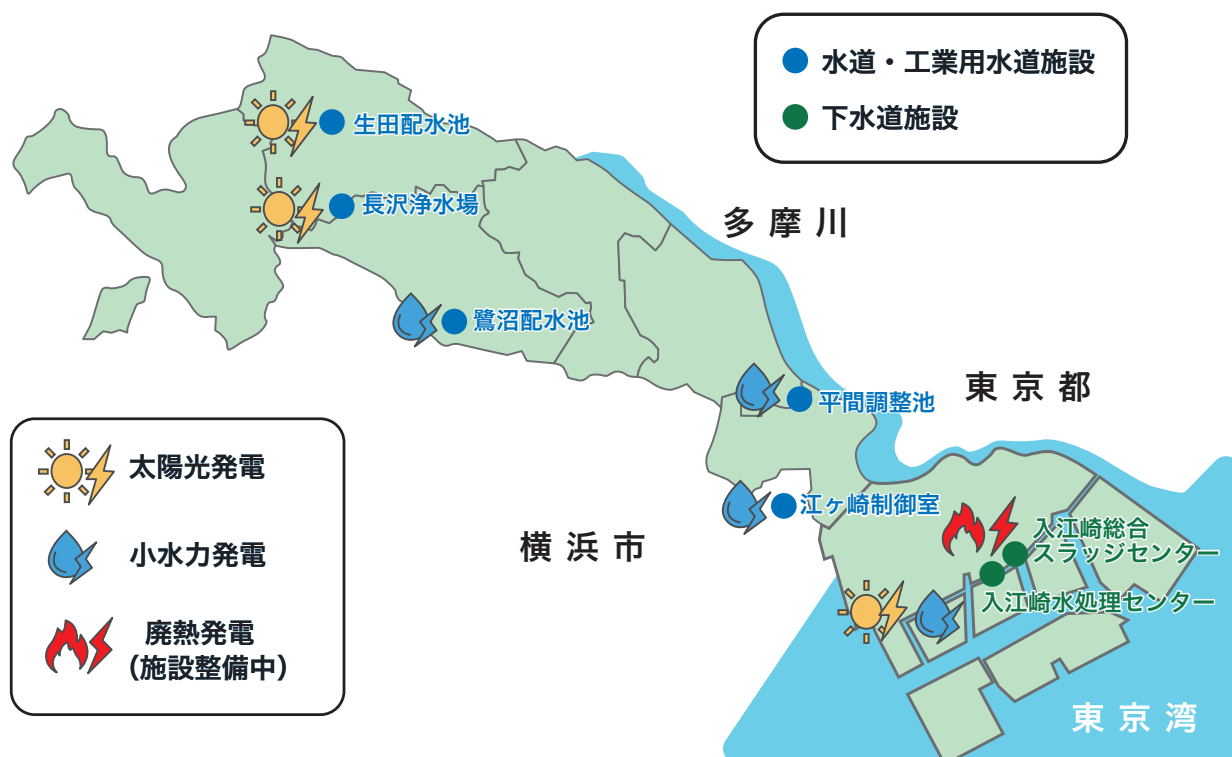 水道・工業用水道施設
下水道施設
生田配水池
長沢浄水場
多摩川
鷺沼配水池
東京都
平間調整池
太陽光発電
江ヶ崎制御室
横浜市
入江崎総合
スラッジセンター
小水力発電
入江崎水処理センター
廃熱発電
(施設整備中)
東京湾